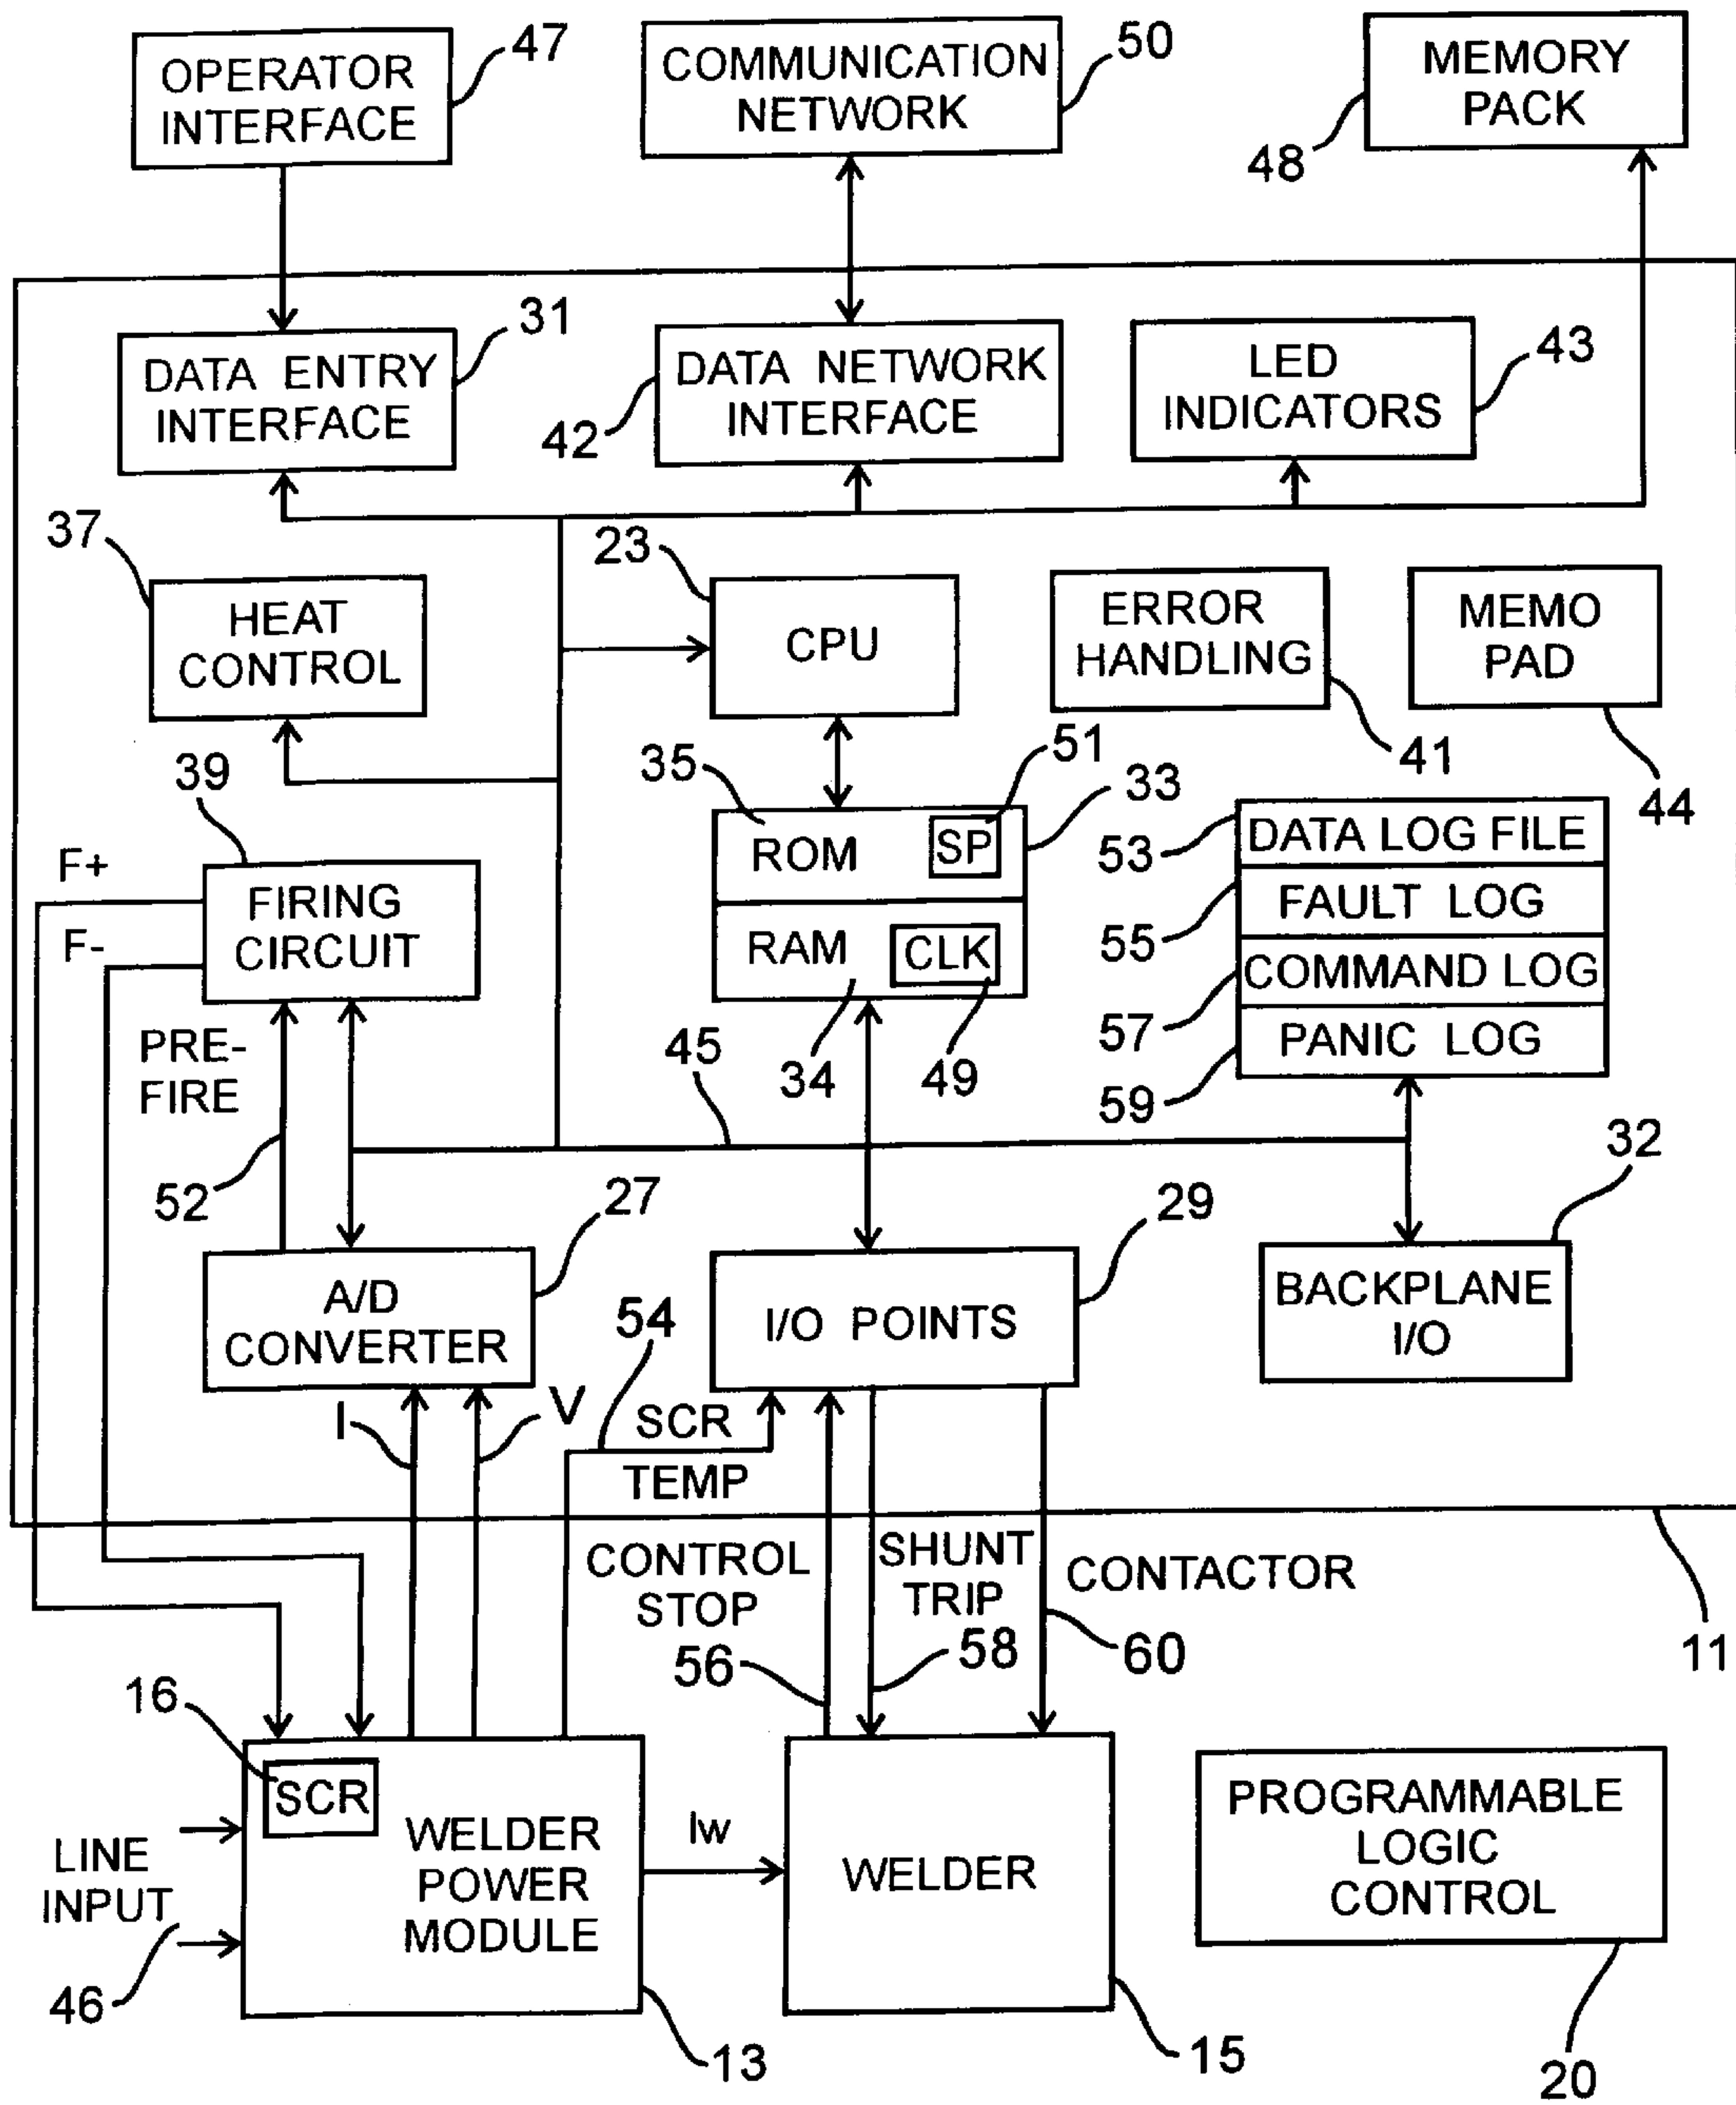 OPERATOR
INTERFACE
47
COMMUNICATION
NETWORK
50
MEMORY
PACK
48
DATA ENTRY
INTERFACE
31
DATA NETWORK
INTERFACE
42
LED
INDICATORS
43
37
HEAT
CONTROL
23
CPU
ERROR
HANDLING
41
MEMO
PAD
44
39
FIRING
CIRCUIT
F+
F-
35
ROM
51
SP
33
RAM
CLK
34
49
53
DATA LOG FILE
55
FAULT LOG
57
COMMAND LOG
59
PANIC LOG
PRE-
FIRE
52
45
32
27
A/D
CONVERTER
29
I/O POINTS
BACKPLANE
I/O
I
V
54
SCR
TEMP
CONTROL
STOP
56
SHUNT
TRIP
58
CONTACTOR
60
11
16
SCR
LINE
INPUT
46
WELDER
POWER
MODULE
13
Iw
WELDER
15
PROGRAMMABLE
LOGIC
CONTROL
20